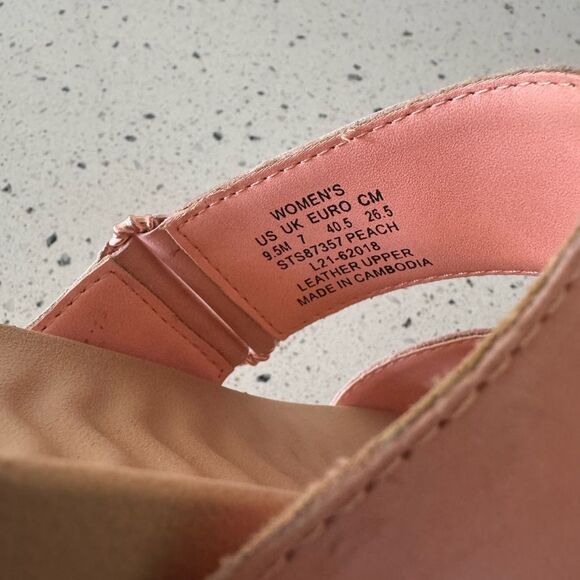 WOMEN'S
US UK EURO CM
9.5M 7 40.5 26.5
STS87357 PEACH
L21-62018
LEATHER UPPER
MADE IN CAMBODIA